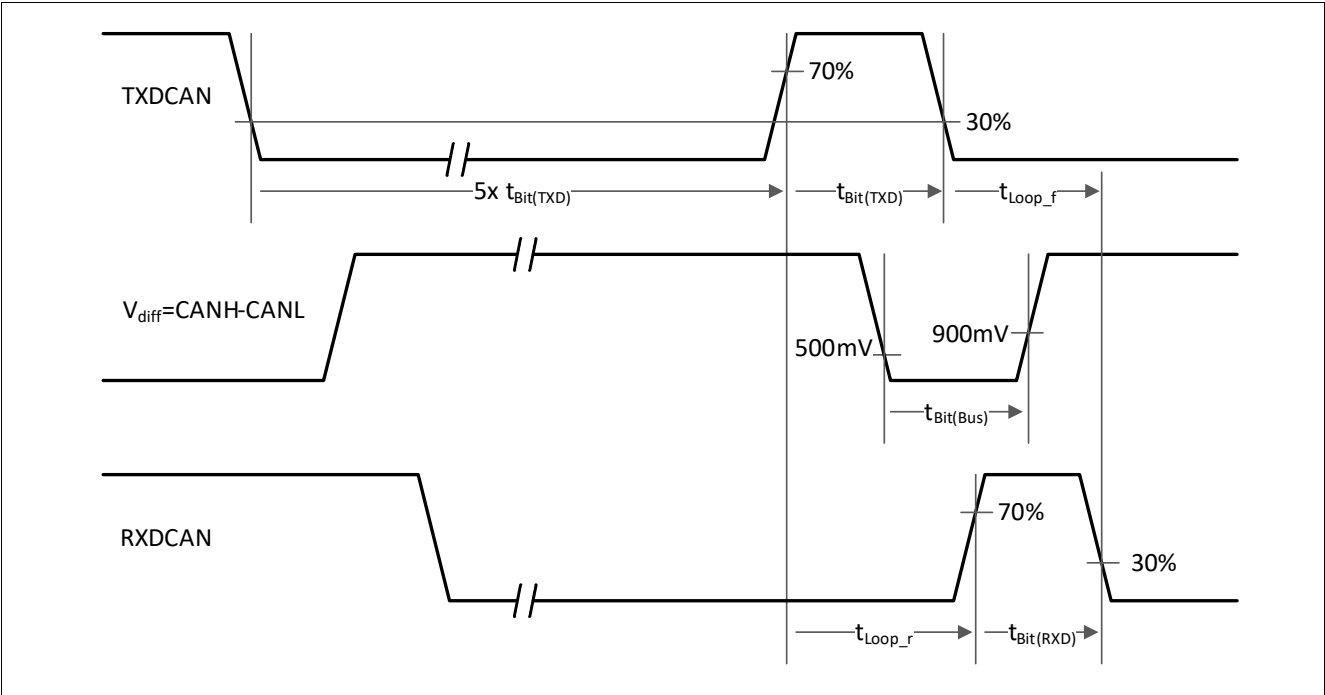 70%
TXDCAN
30%
5x tBit(TXD)
tBit(TXD)
tLoop_f
Vdiff=CANH-CANL
900mV
500mV
tBit(Bus)
70%
RXDCAN
30%
tLoop_r
tBit(RXD)